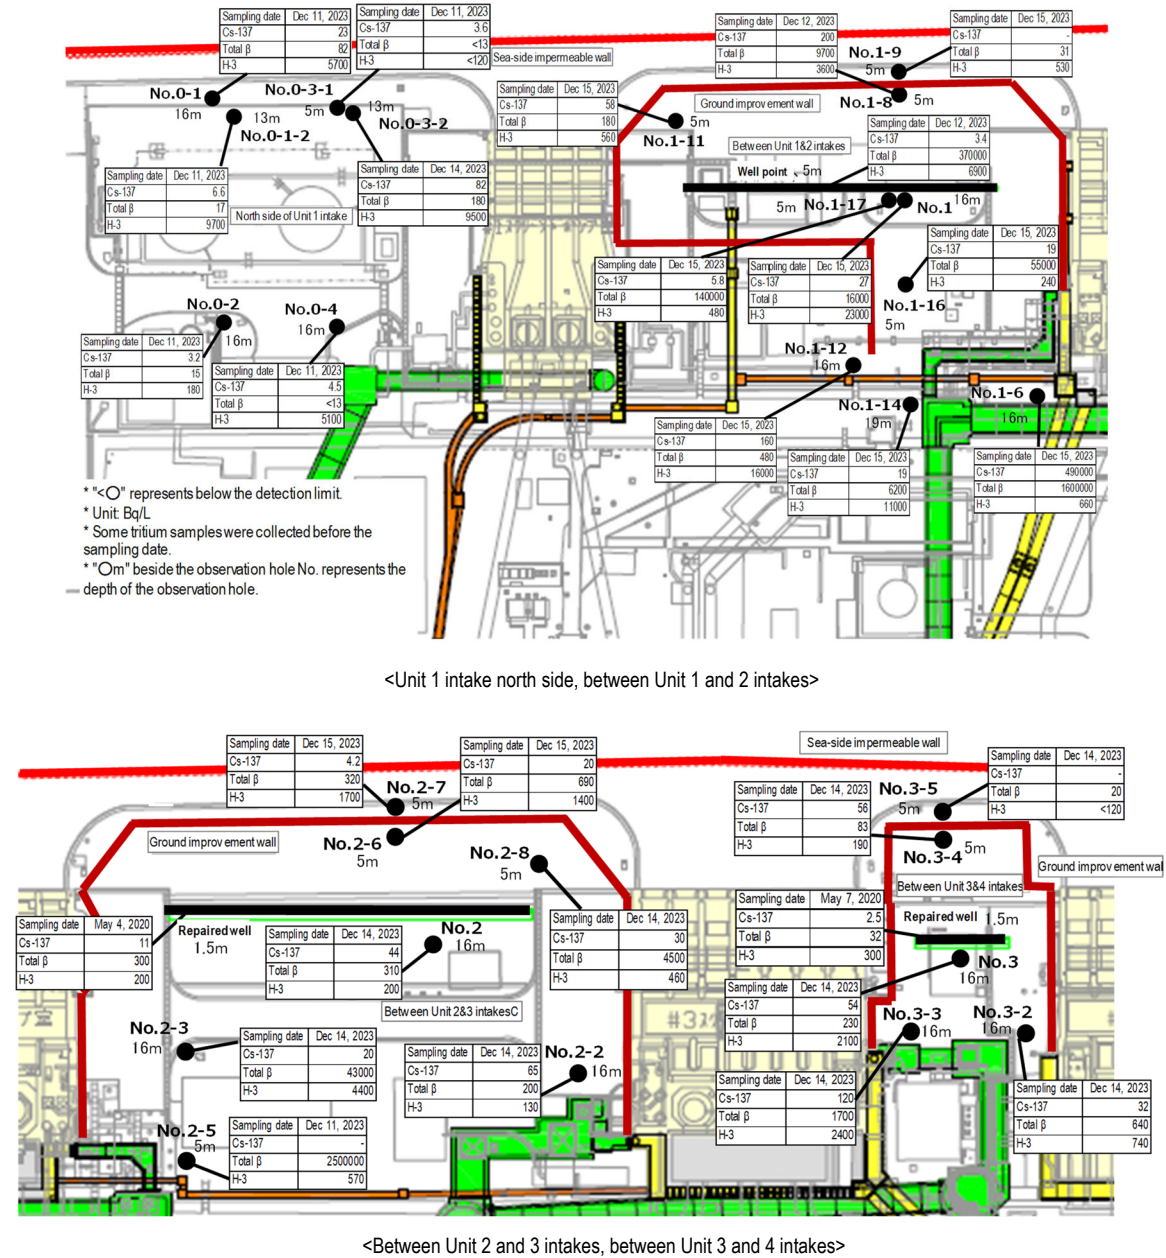 Sampling date Dec 11, 2023
Cs-137 23
Total β 82
H-3 5700
Sampling date Dec 11, 2023
Cs-137 3.6
Total β <13
H-3 <120
Sea-side impermeable wall
Sampling date Dec 12, 2023
Cs-137 200
Total β 9700
H-3 3600
Sampling date Dec 15, 2023
Cs-137 -
Total β 31
H-3 530
No.1-9
5m
No.0-1
16m
No.0-3-1
5m
13m
No.0-3-2
13m
No.0-1-2
Sampling date Dec 15, 2023
Cs-137 58
Total β 180
H-3 560
5m
No.1-11
Ground improvement wall
No.1-8
5m
Between Unit 1&2 intakes
Well point 5m
Sampling date Dec 12, 2023
Cs-137 3.4
Total β 370000
H-3 6900
Sampling date Dec 11, 2023
Cs-137 6.6
Total β 17
H-3 9700
North side of Unit 1 intake
Sampling date Dec 14, 2023
Cs-137 82
Total β 180
H-3 9500
5m No.1-17
No.1
16m
Sampling date Dec 15, 2023
Cs-137 19
Total β 55000
H-3 240
Sampling date Dec 15, 2023
Cs-137 5.8
Total β 140000
H-3 480
Sampling date Dec 15, 2023
Cs-137 27
Total β 16000
H-3 23000
No.1-16
5m
No.0-2
16m
No.0-4
16m
Sampling date Dec 11, 2023
Cs-137 3.2
Total β 15
H-3 180
Sampling date Dec 11, 2023
Cs-137 4.5
Total β <13
H-3 5100
No.1-12
16m
No.1-14
19m
No.1-6
16m
Sampling date Dec 15, 2023
Cs-137 160
Total β 480
H-3 16000
Sampling date Dec 15, 2023
Cs-137 19
Total β 6200
H-3 11000
Sampling date Dec 15, 2023
Cs-137 490000
Total β 1600000
H-3 660
* "<〇" represents below the detection limit.
* Unit: Bq/L
* Some tritium samples were collected before the
sampling date.
* "〇m" beside the observation hole No. represents the
depth of the observation hole.
<Unit 1 intake north side, between Unit 1 and 2 intakes>
Sampling date Dec 15, 2023
Cs-137 4.2
Total β 320
H-3 1700
Sampling date Dec 15, 2023
Cs-137 20
Total β 690
H-3 1400
Sea-side impermeable wall
Sampling date Dec 14, 2023
Cs-137 -
Total β 20
H-3 <120
No.2-7
5m
No.2-6
5m
Ground improvement wall
Sampling date Dec 14, 2023
Cs-137 56
Total β 83
H-3 190
No.3-5
5m
No.3-4
5m
No.2-8
5m
Ground improvement wall
Between Unit 3&4 intakes
Sampling date May 4, 2020
Cs-137 11
Total β 300
H-3 200
Repaired well
1.5m
Sampling date Dec 14, 2023
Cs-137 44
Total β 310
H-3 200
No.2
16m
Sampling date Dec 14, 2023
Cs-137 30
Total β 4500
H-3 460
Sampling date May 7, 2020
Cs-137 2.5
Total β 32
H-3 300
Repaired well 1.5m
No.3
16m
Sampling date Dec 14, 2023
Cs-137 54
Total β 230
H-3 2100
Between Unit 2&3 intakesC
No.2-3
16m
Sampling date Dec 14, 2023
Cs-137 20
Total β 43000
H-3 4400
Sampling date Dec 14, 2023
Cs-137 65
Total β 200
H-3 130
No.2-2
16m
No.3-3
16m
No.3-2
16m
Sampling date Dec 14, 2023
Cs-137 120
Total β 1700
H-3 2400
Sampling date Dec 14, 2023
Cs-137 32
Total β 640
H-3 740
No.2-5
5m
Sampling date Dec 11, 2023
Cs-137 -
Total β 2500000
H-3 570
<Between Unit 2 and 3 intakes, between Unit 3 and 4 intakes>